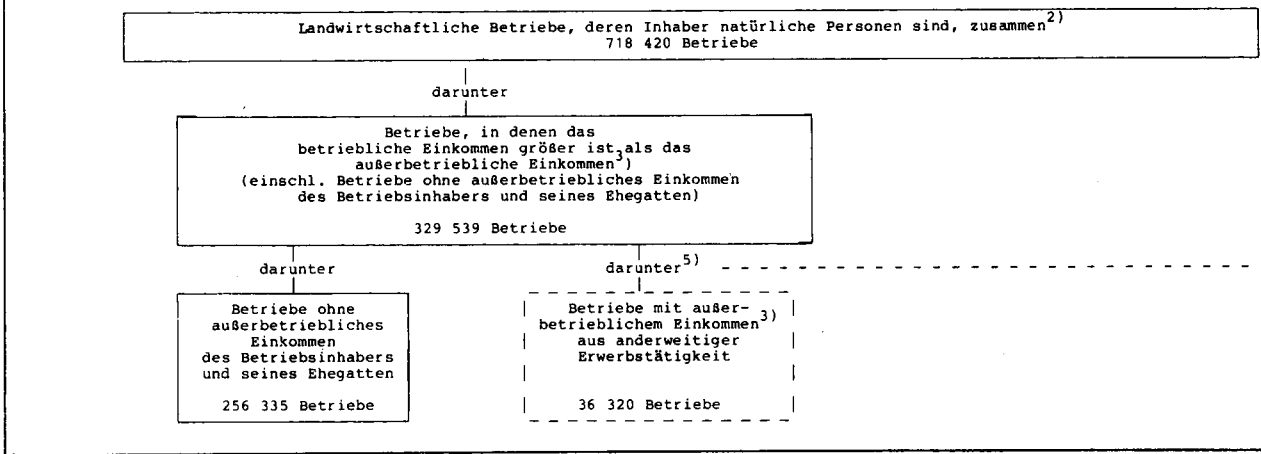 Landwirtschaftliche Betriebe, deren Inhaber natürliche Personen sind, zusammen2)
718 420 Betriebe
darunter
Betriebe, in denen das
betriebliche Einkommen größer ist als das
außerbetriebliche Einkommen3)
(einschl. Betriebe ohne außerbetriebliches Einkommen
des Betriebsinhabers und seines Ehegatten)
329 539 Betriebe
darunter
darunter5)
Betriebe ohne
außerbetriebliches
Einkommen
des Betriebsinhabers
und seines Ehegatten
256 335 Betriebe
Betriebe mit außer-
betrieblichem Einkommen3)
aus anderweitiger
Erwerbstätigkeit
36 320 Betriebe